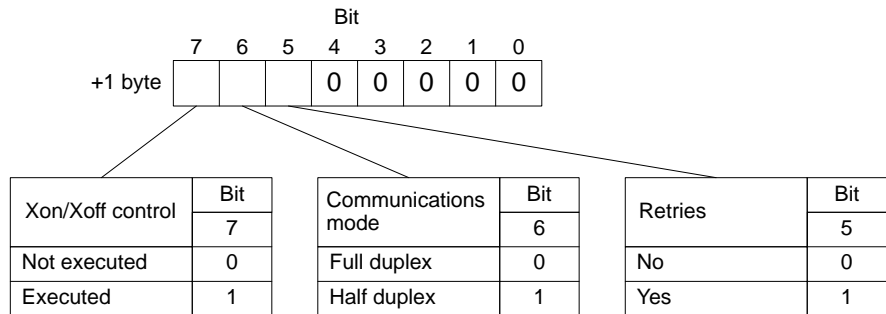 Bit
7 6 5 4 3 2 1 0
+1 byte 0 0 0 0 0
Xon/Xoff control Bit
7
Not executed 0
Executed 1
Communications mode Bit
6
Full duplex 0
Half duplex 1
Retries Bit
5
No 0
Yes 1